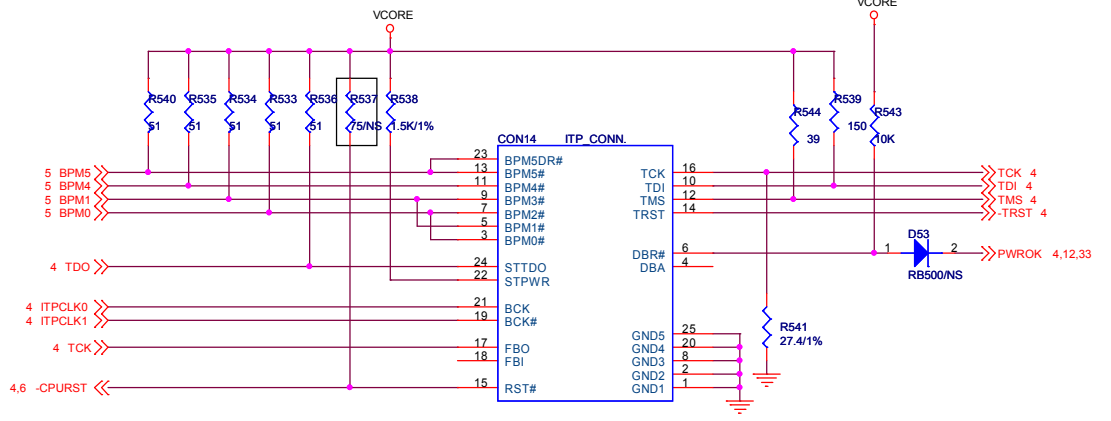 VCORE
VCORE
R540
51
R535
51
R534
51
R533
51
R536
51
R537
75/NS
R538
1.5K/1%
R544
39
R539
150
R543
10K
CON14 ITP_CONN.
5 BPM5
5 BPM4
5 BPM1
5 BPM0
4 TDO
4 ITPCLK0
4 ITPCLK1
4 TCK
4,6 -CPURST
23 BPM5DR#
13 BPM5#
11 BPM4#
9 BPM3#
7 BPM2#
5 BPM1#
3 BPM0#
24 STTDO
22 STPWR
21 BCK
19 BCK#
17 FBO
18 FBI
15 RST#
TCK 16
TDI 10
TMS 12
TRST 14
DBR# 6
DBA 4
GND5 25
GND4 20
GND3 8
GND2 2
GND1 1
TCK 4
TDI 4
TMS 4
-TRST 4
D53
1 2
RB500/NS
PWROK 4,12,33
R541
27.4/1%